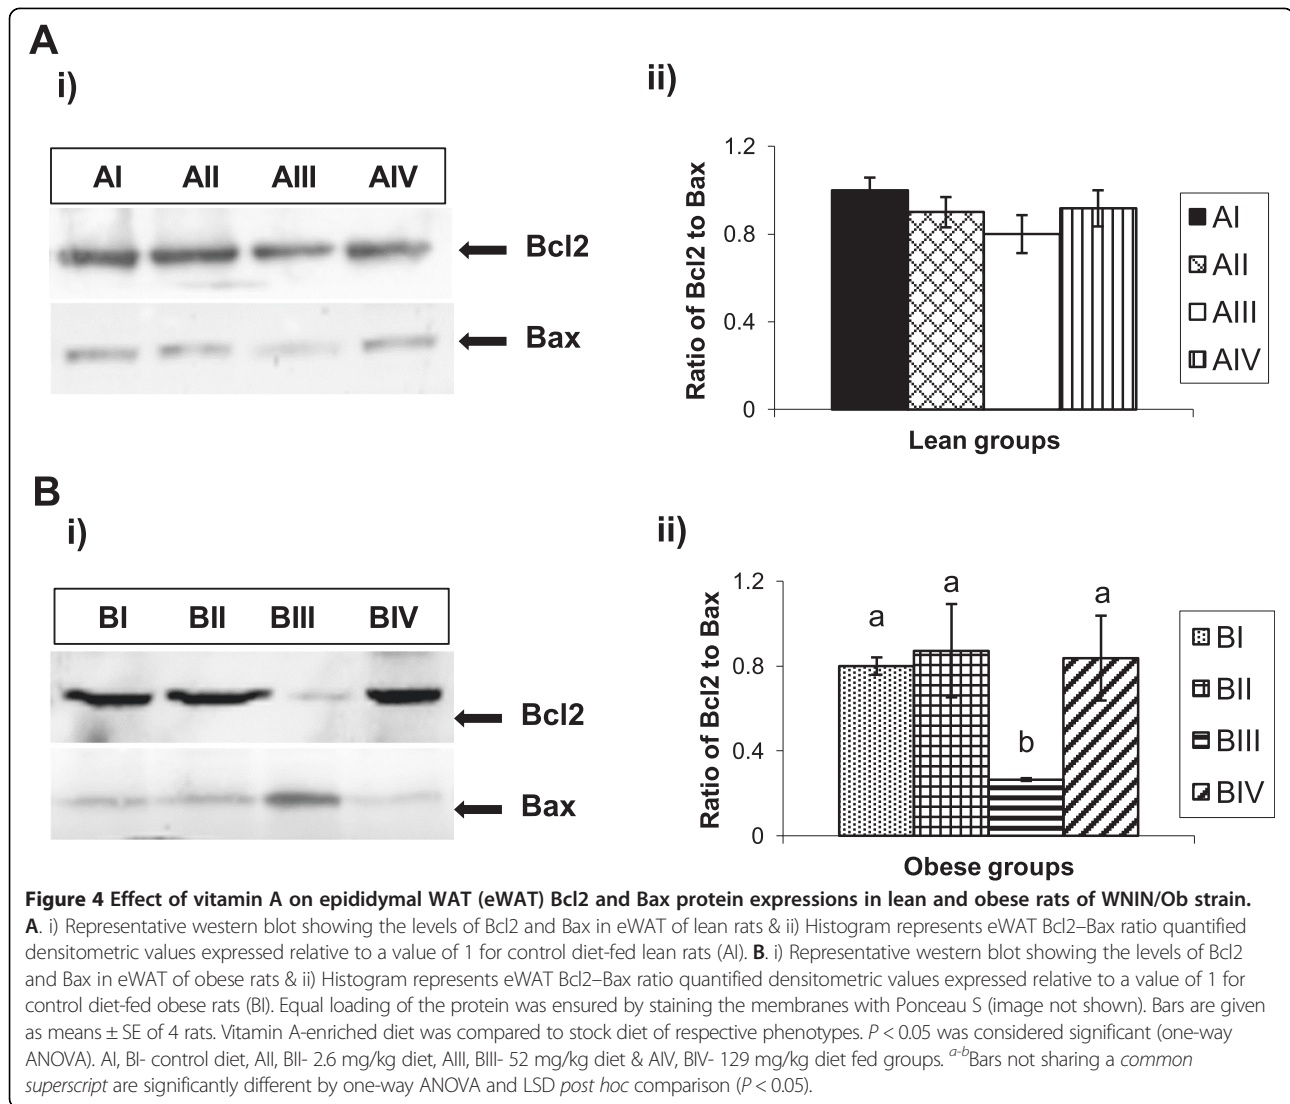 A
i)
AI AII AIII AIV
Bcl2
Bax
ii)
Ratio of Bcl2 to Bax
1.2
0.8
0.4
0
Lean groups
AI
AII
AIII
AIV
B
i)
BI BII BIII BIV
Bcl2
Bax
ii)
Ratio of Bcl2 to Bax
1.2
0.8
0.4
0
a
a
b
a
Obese groups
BI
BII
BIII
BIV
Figure 4 Effect of vitamin A on epididymal WAT (eWAT) Bcl2 and Bax protein expressions in lean and obese rats of WNIN/Ob strain.
A. i) Representative western blot showing the levels of Bcl2 and Bax in eWAT of lean rats & ii) Histogram represents eWAT Bcl2–Bax ratio quantified
densitometric values expressed relative to a value of 1 for control diet-fed lean rats (AI). B. i) Representative western blot showing the levels of Bcl2
and Bax in eWAT of obese rats & ii) Histogram represents eWAT Bcl2–Bax ratio quantified densitometric values expressed relative to a value of 1 for
control diet-fed obese rats (BI). Equal loading of the protein was ensured by staining the membranes with Ponceau S (image not shown). Bars are given
as means ± SE of 4 rats. Vitamin A-enriched diet was compared to stock diet of respective phenotypes. P < 0.05 was considered significant (one-way
ANOVA). AI, BI- control diet, AII, BII- 2.6 mg/kg diet, AIII, BIII- 52 mg/kg diet & AIV, BIV- 129 mg/kg diet fed groups. a-bBars not sharing a common
superscript are significantly different by one-way ANOVA and LSD post hoc comparison (P < 0.05).